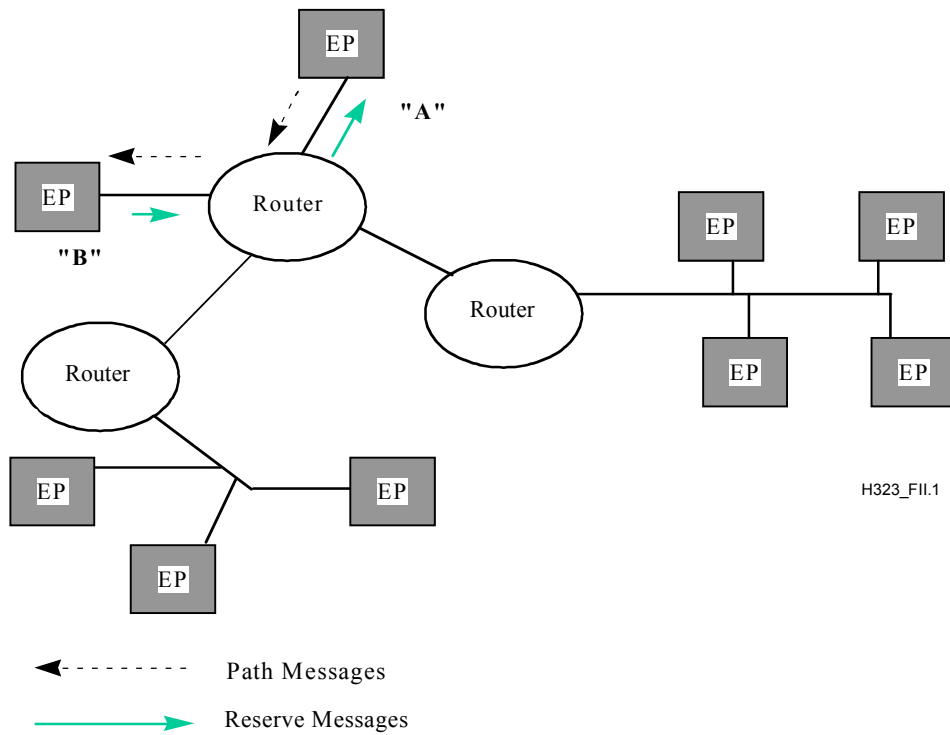 EP
"A"
EP
Router
"B"
EP
EP
Router
Router
EP
EP
EP
EP
EP
H323_FII.1
Path Messages
Reserve Messages